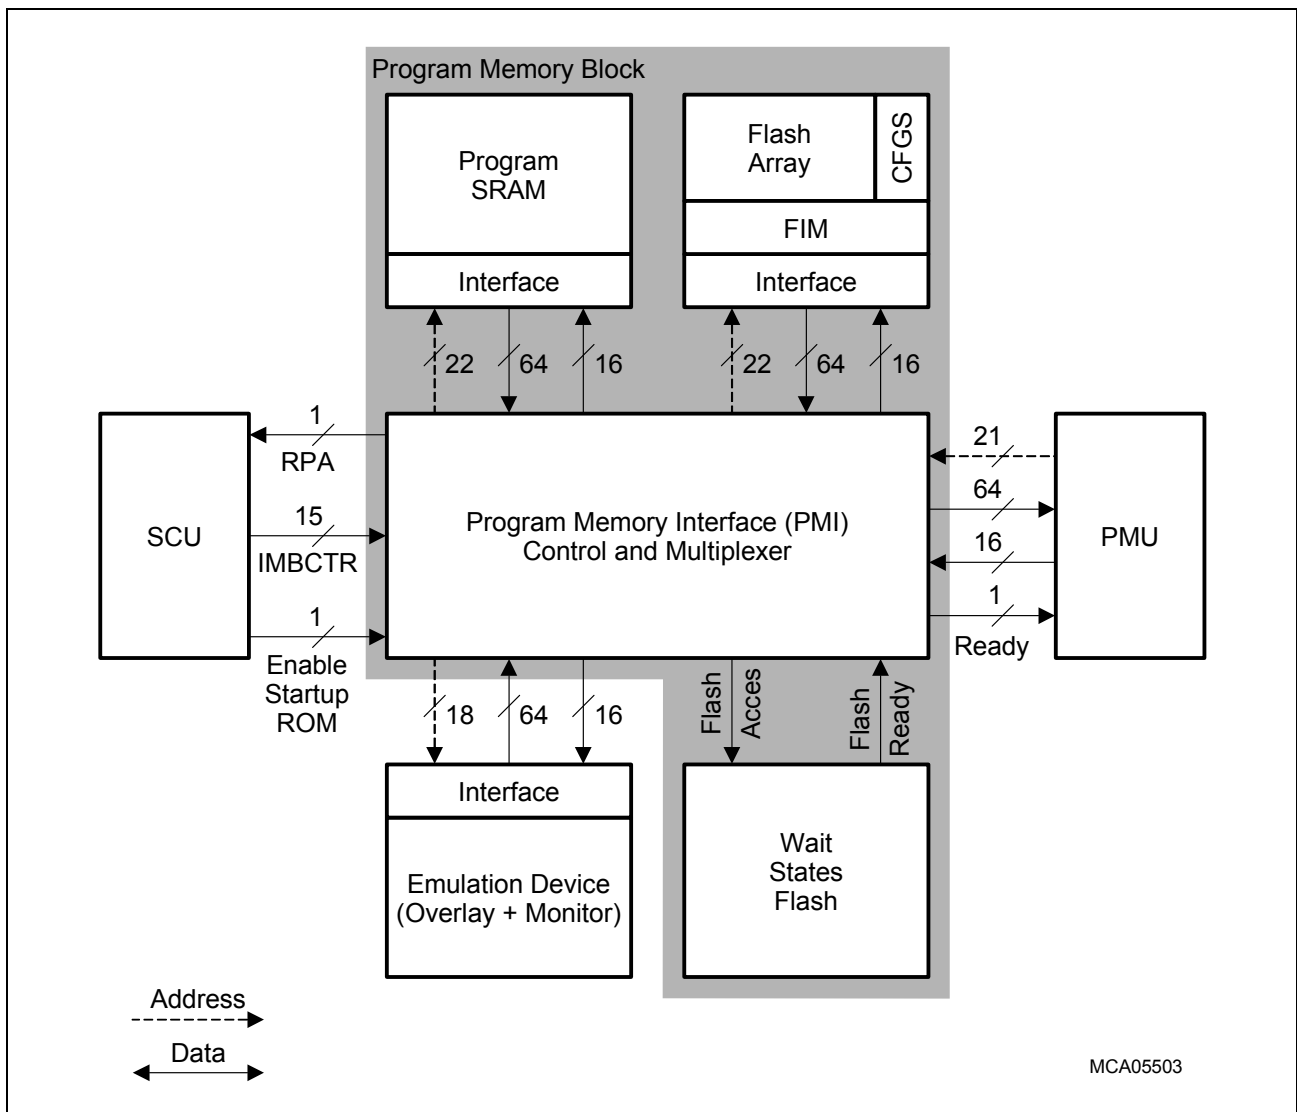 Program Memory Block
Program
SRAM
Interface
Flash
Array
CFGS
FIM
Interface
22
64
16
22
64
16
SCU
1
RPA
15
IMBCTR
1
Enable
Startup
ROM
Program Memory Interface (PMI)
Control and Multiplexer
21
64
16
1
Ready
PMU
18
64
16
Flash
Acces
Flash
Ready
Interface
Emulation Device
(Overlay + Monitor)
Wait
States
Flash
Address
Data
MCA05503